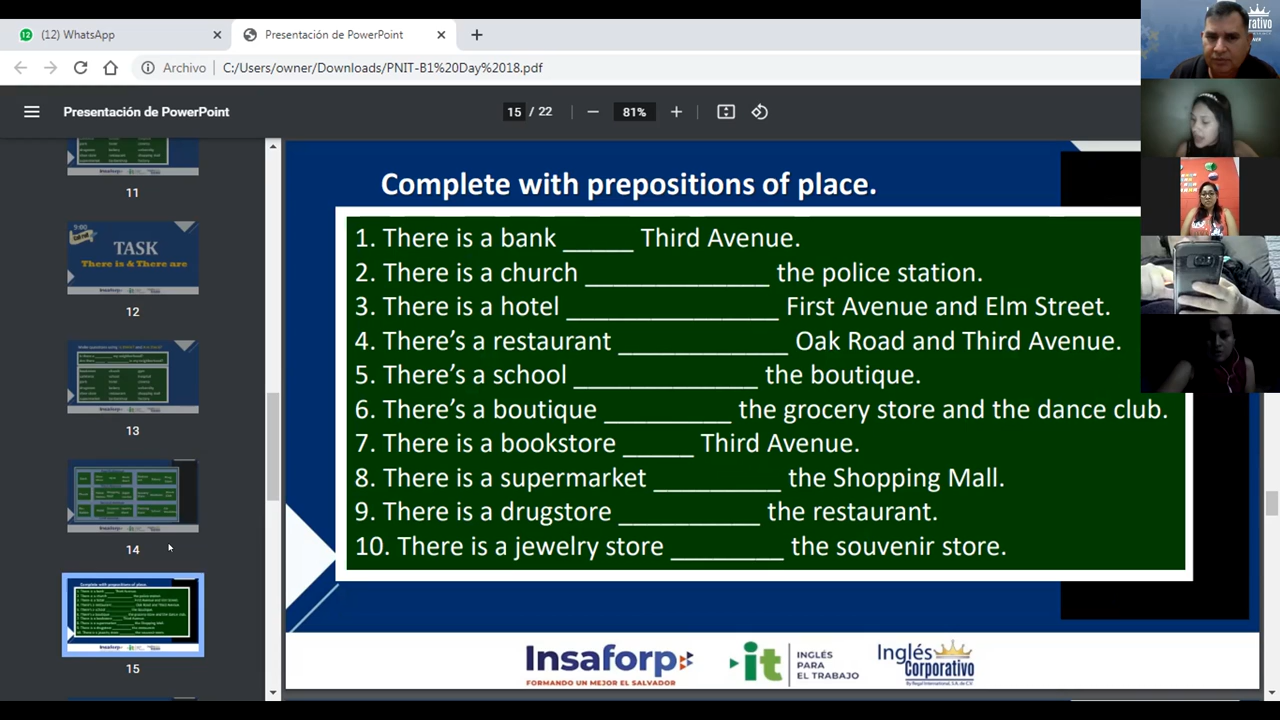 (12) WhatsApp
Presentación de PowerPoint
Archivo C:/Users/owner/Downloads/PNIT-B1%20Day%2018.pdf
Presentación de PowerPoint
15 / 22
81%
11
TASK
There is & There are
12
13
14
15
Complete with prepositions of place.
1. There is a bank _____ Third Avenue.
2. There is a church _____________ the police station.
3. There is a hotel _______________ First Avenue and Elm Street.
4. There's a restaurant ____________ Oak Road and Third Avenue.
5. There's a school _____________ the boutique.
6. There's a boutique _________ the grocery store and the dance club.
7. There is a bookstore _____ Third Avenue.
8. There is a supermarket _________ the Shopping Mall.
9. There is a drugstore __________ the restaurant.
10. There is a jewelry store ________ the souvenir store.
Insaforp
FORMANDO UN MEJOR EL SALVADOR
it
INGLÉS
PARA
EL TRABAJO
Inglés
Corporativo